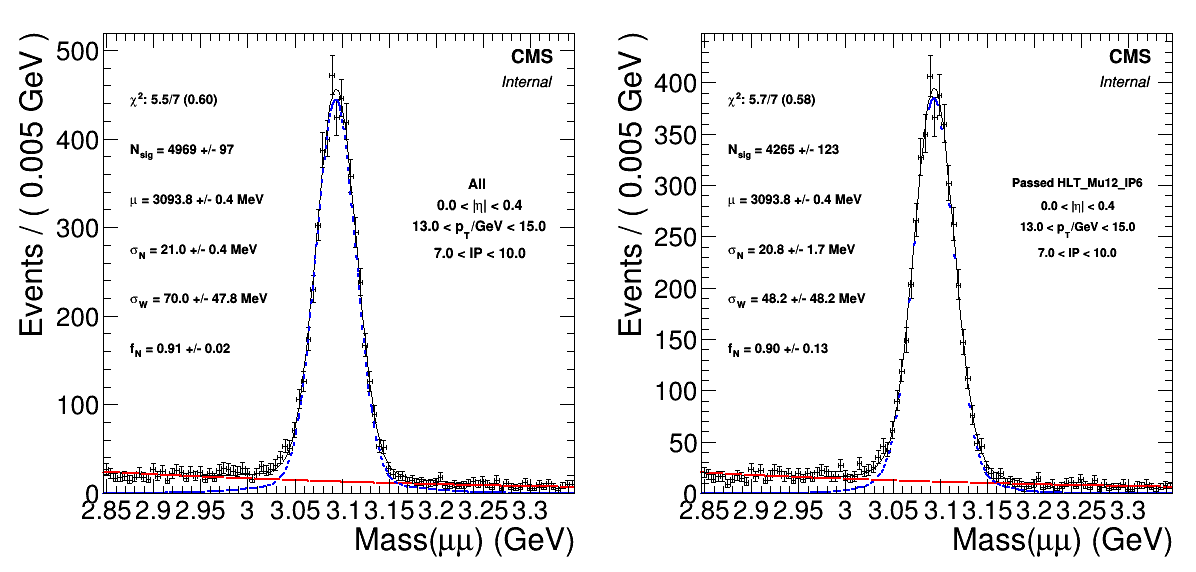 CMS
Internal
χ²: 5.5/7 (0.60)
N_sig = 4969 +/- 97
μ = 3093.8 +/- 0.4 MeV
σ_N = 21.0 +/- 0.4 MeV
σ_W = 70.0 +/- 47.8 MeV
f_N = 0.91 +/- 0.02
All
0.0 < |η| < 0.4
13.0 < p_T/GeV < 15.0
7.0 < IP < 10.0
Events / ( 0.005 GeV )
500
400
300
200
100
0
2.85 2.9 2.95 3 3.05 3.1 3.15 3.2 3.25 3.3
Mass(μμ) (GeV)
CMS
Internal
χ²: 5.7/7 (0.58)
N_sig = 4265 +/- 123
μ = 3093.8 +/- 0.4 MeV
σ_N = 20.8 +/- 1.7 MeV
σ_W = 48.2 +/- 48.2 MeV
f_N = 0.90 +/- 0.13
Passed HLT_Mu12_IP6
0.0 < |η| < 0.4
13.0 < p_T/GeV < 15.0
7.0 < IP < 10.0
Events / ( 0.005 GeV )
400
350
300
250
200
150
100
50
0
2.85 2.9 2.95 3 3.05 3.1 3.15 3.2 3.25 3.3
Mass(μμ) (GeV)